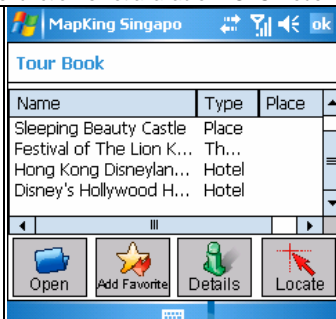 MapKing Singapo
ok
Tour Book
Name Type Place
Sleeping Beauty Castle Place
Festival of The Lion K... Th...
Hong Kong Disneylan... Hotel
Disney's Hollywood H... Hotel
Open Add Favorite Details Locate